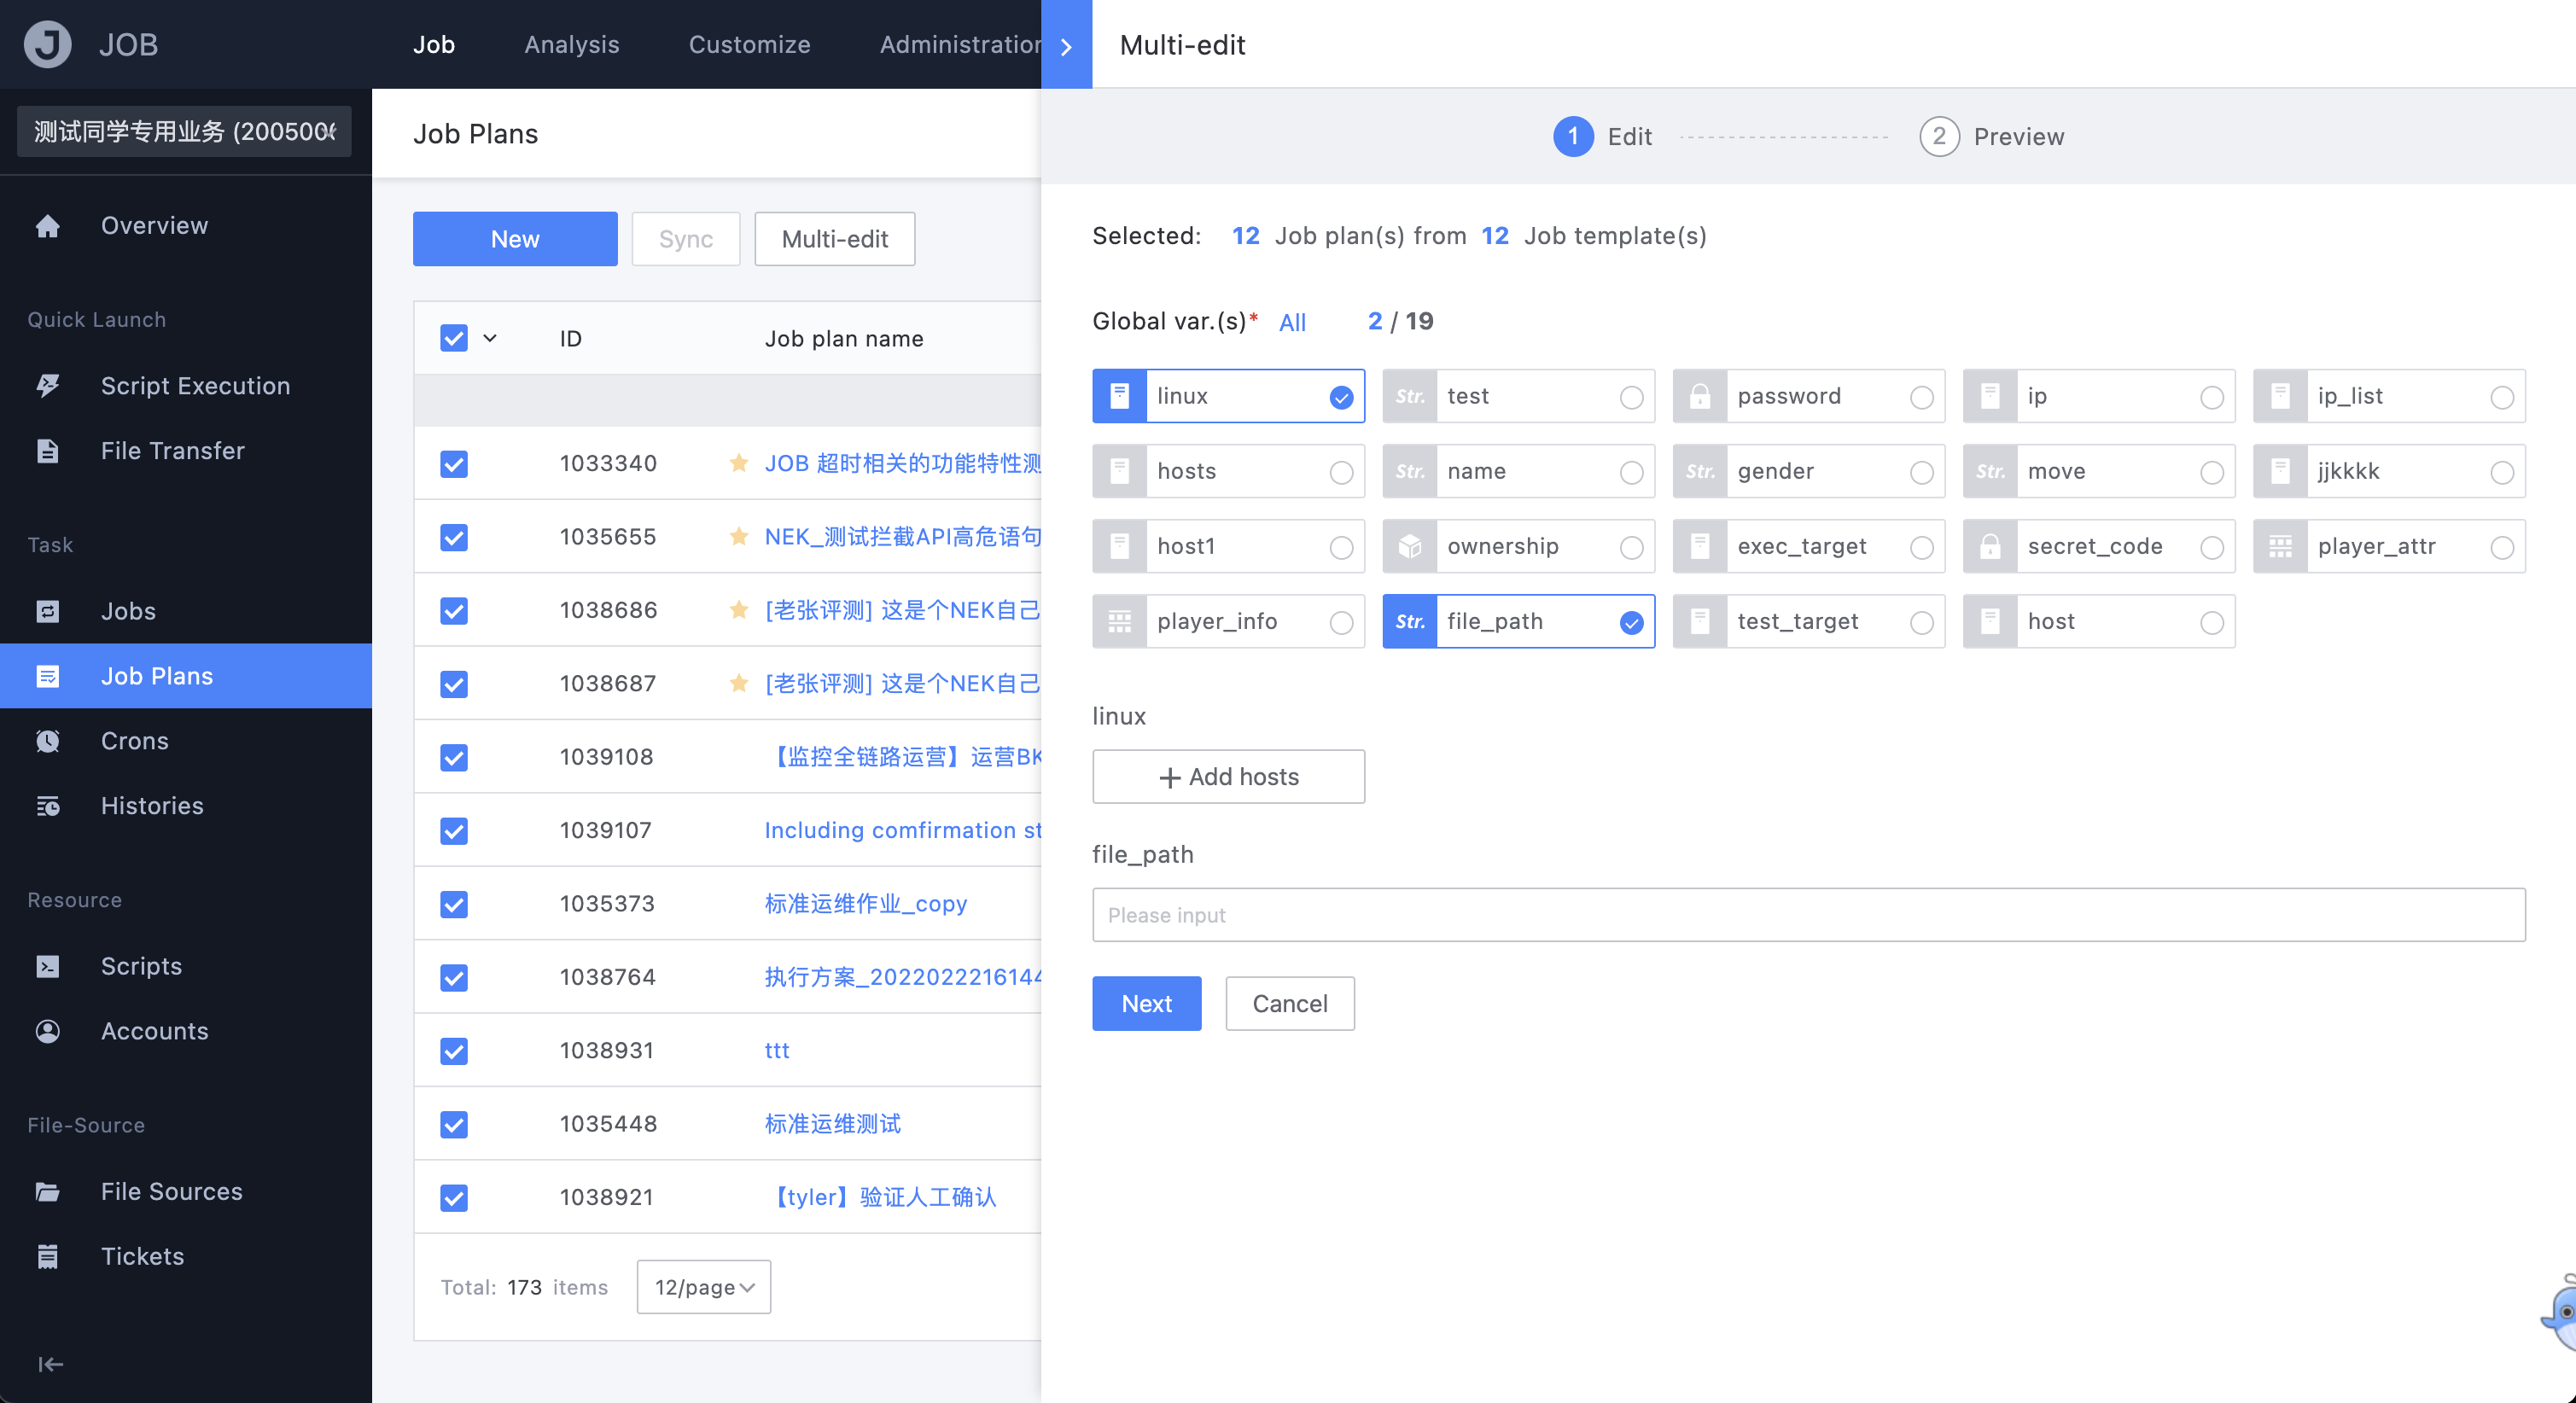 JOB
Job Analysis Customize Administration
Multi-edit
测试同学专用业务 (200500
Job Plans
1 Edit 2 Preview
Overview
New Sync Multi-edit
Selected: 12 Job plan(s) from 12 Job template(s)
Quick Launch
Script Execution
File Transfer
Task
Jobs
Job Plans
Crons
Histories
Resource
Scripts
Accounts
File-Source
File Sources
Tickets
ID Job plan name
1033340 JOB 超时相关的功能特性测
1035655 NEK_测试拦截API高危语句
1038686 [老张评测] 这是个NEK自己
1038687 [老张评测] 这是个NEK自己
1039108 【监控全链路运营】运营BK
1039107 Including comfirmation st
1035373 标准运维作业_copy
1038764 执行方案_2022022216144
1038931 ttt
1035448 标准运维测试
1038921 【tyler】验证人工确认
Total: 173 items 12/page
Global var.(s)* All 2 / 19
linux Str. test password ip ip_list
hosts Str. name Str. gender Str. move jjkkkk
host1 ownership exec_target secret_code player_attr
player_info Str. file_path test_target host
linux
+ Add hosts
file_path
Please input
Next Cancel